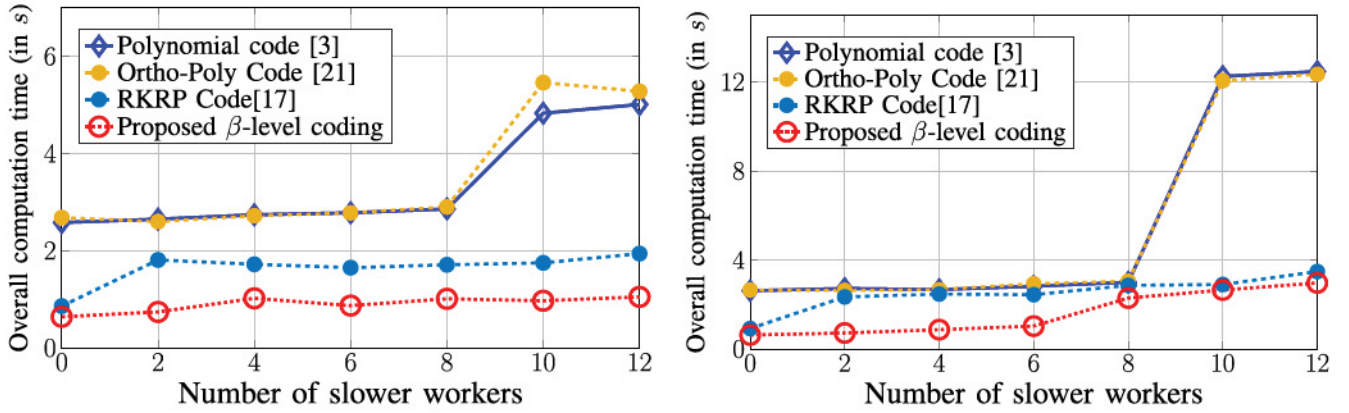 Overall computation time (in s)
6
4
2
0
Polynomial code [3]
Ortho-Poly Code [21]
RKRP Code[17]
Proposed β-level coding
0 2 4 6 8 10 12
Number of slower workers
Overall computation time (in s)
12
8
4
0
Polynomial code [3]
Ortho-Poly Code [21]
RKRP Code[17]
Proposed β-level coding
0 2 4 6 8 10 12
Number of slower workers